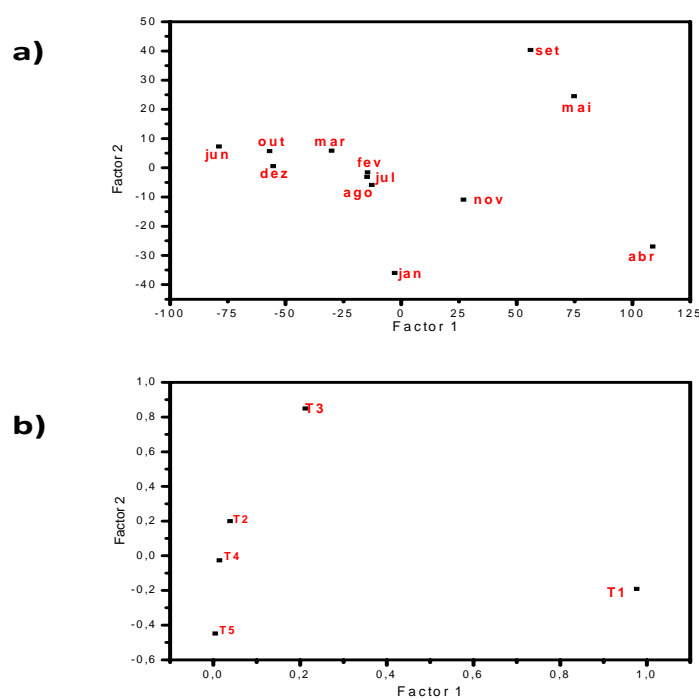 a)
50
40
30
20
10
0
-10
-20
-30
-40
Factor 2
set
mai
jun
out
mar
dez
fev
jul
ago
nov
abr
jan
-100 -75 -50 -25 0 25 50 75 100 125
Factor 1
b)
1,0
0,8
0,6
0,4
0,2
0,0
-0,2
-0,4
-0,6
Factor 2
T3
T2
T4
T1
T5
0,0 0,2 0,4 0,6 0,8 1,0
Factor 1